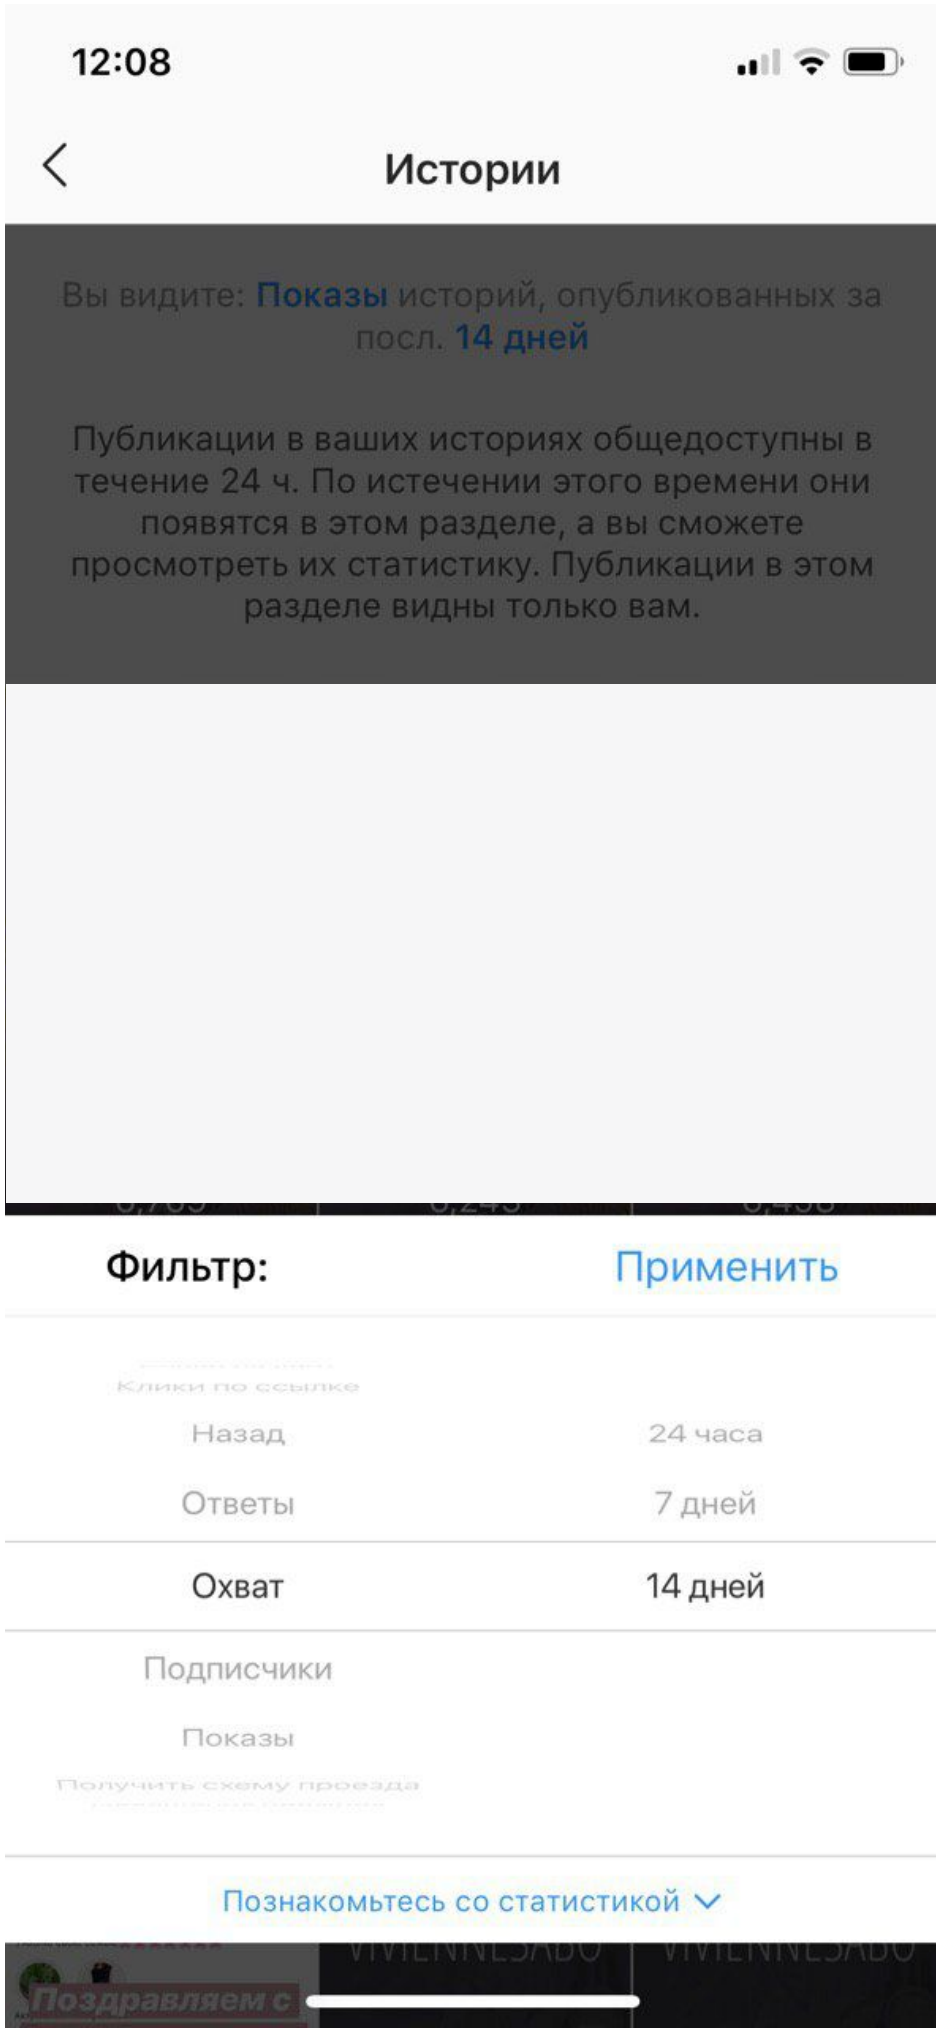 12:08
Истории
Вы видите: Показы историй, опубликованных за
посл. 14 дней
Публикации в ваших историях общедоступны в
течение 24 ч. По истечении этого времени они
появятся в этом разделе, а вы сможете
просмотреть их статистику. Публикации в этом
разделе видны только вам.
Фильтр: Применить
Клики по ссылке
Назад 24 часа
Ответы 7 дней
Охват 14 дней
Подписчики
Показы
Получить схему проезда
Познакомьтесь со статистикой
VIVIENNESABO VIVIENNESABO
Поздравляем с